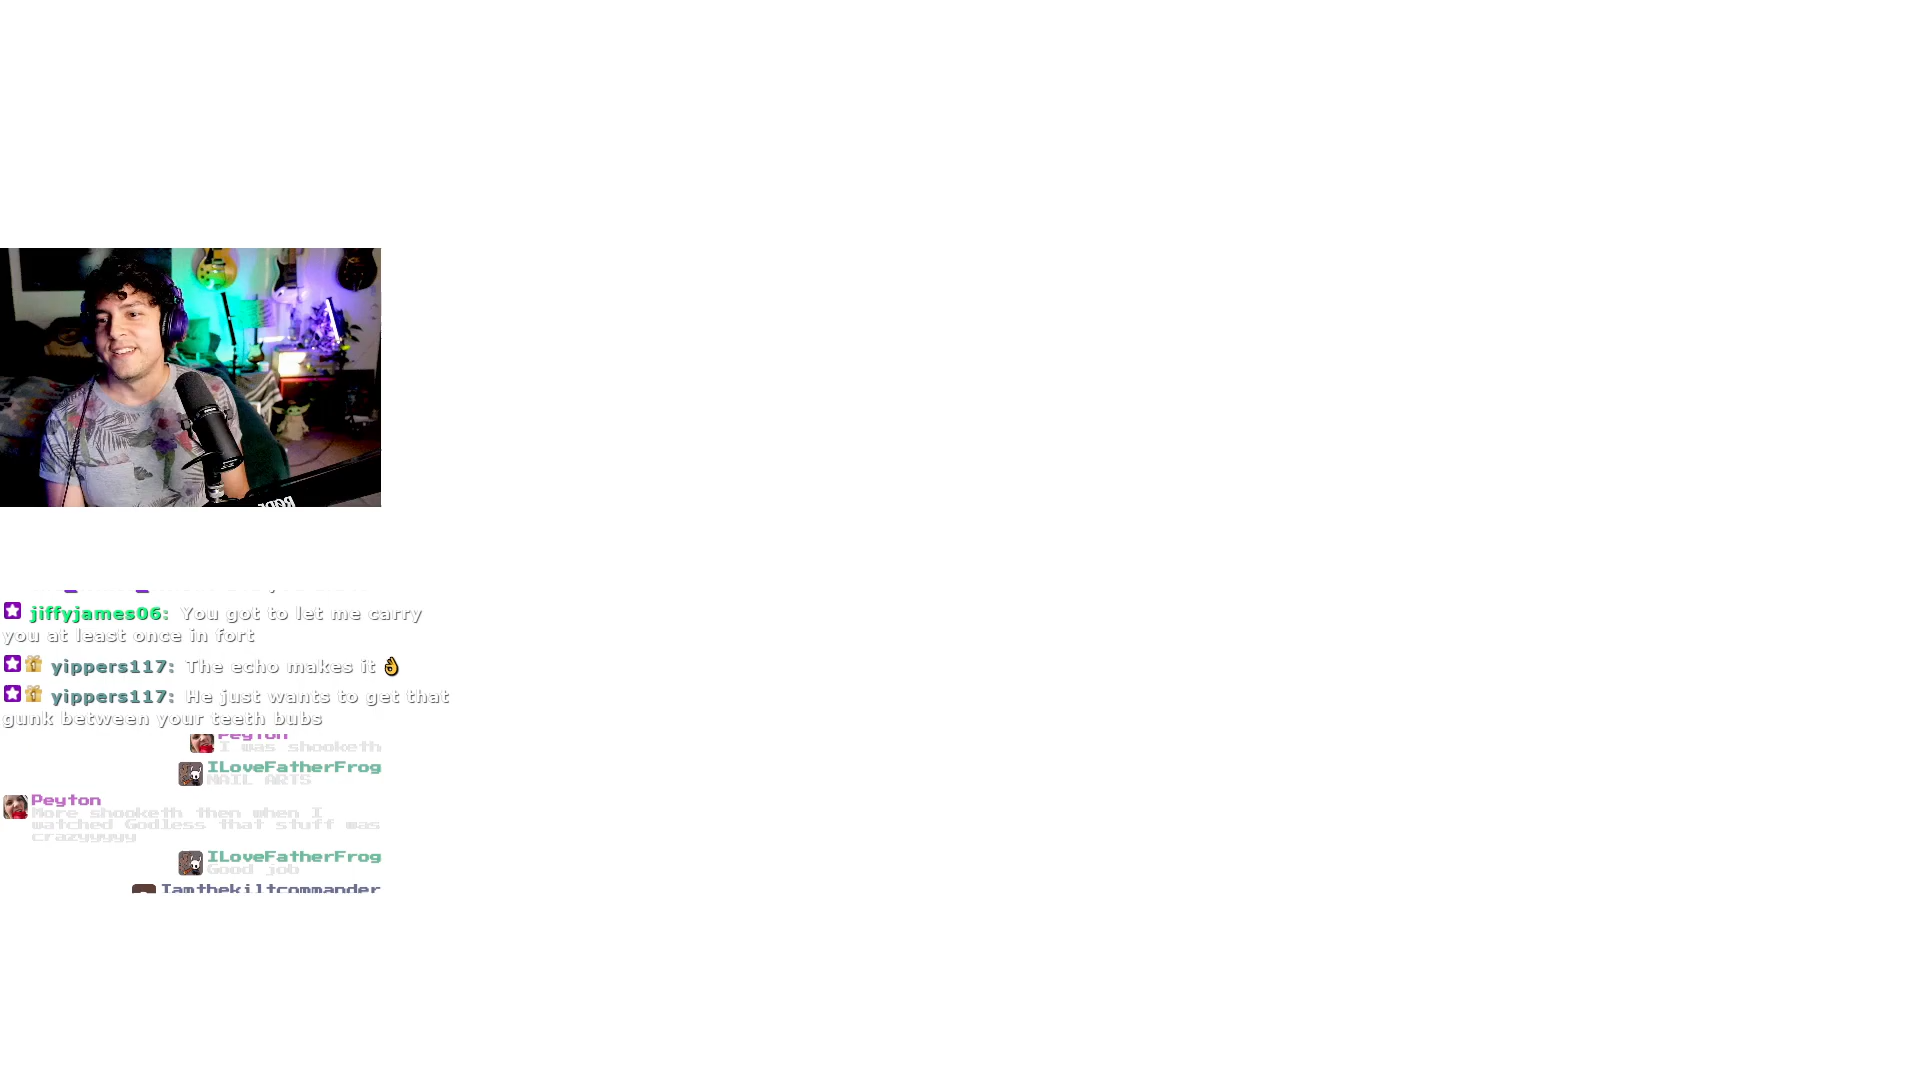 jiffyjames06: You got to let me carry
you at least once in fort
yippers117: The echo makes it 👌
yippers117: He just wants to get that
gunk between your teeth bubs
Peyton
I was shooketh
ILoveFatherFrog
NAIL ARTS
Peyton
More shooketh then when I
watched Godless that stuff was
crazyyyyy
ILoveFatherFrog
Good job
Iamthekiltcommander